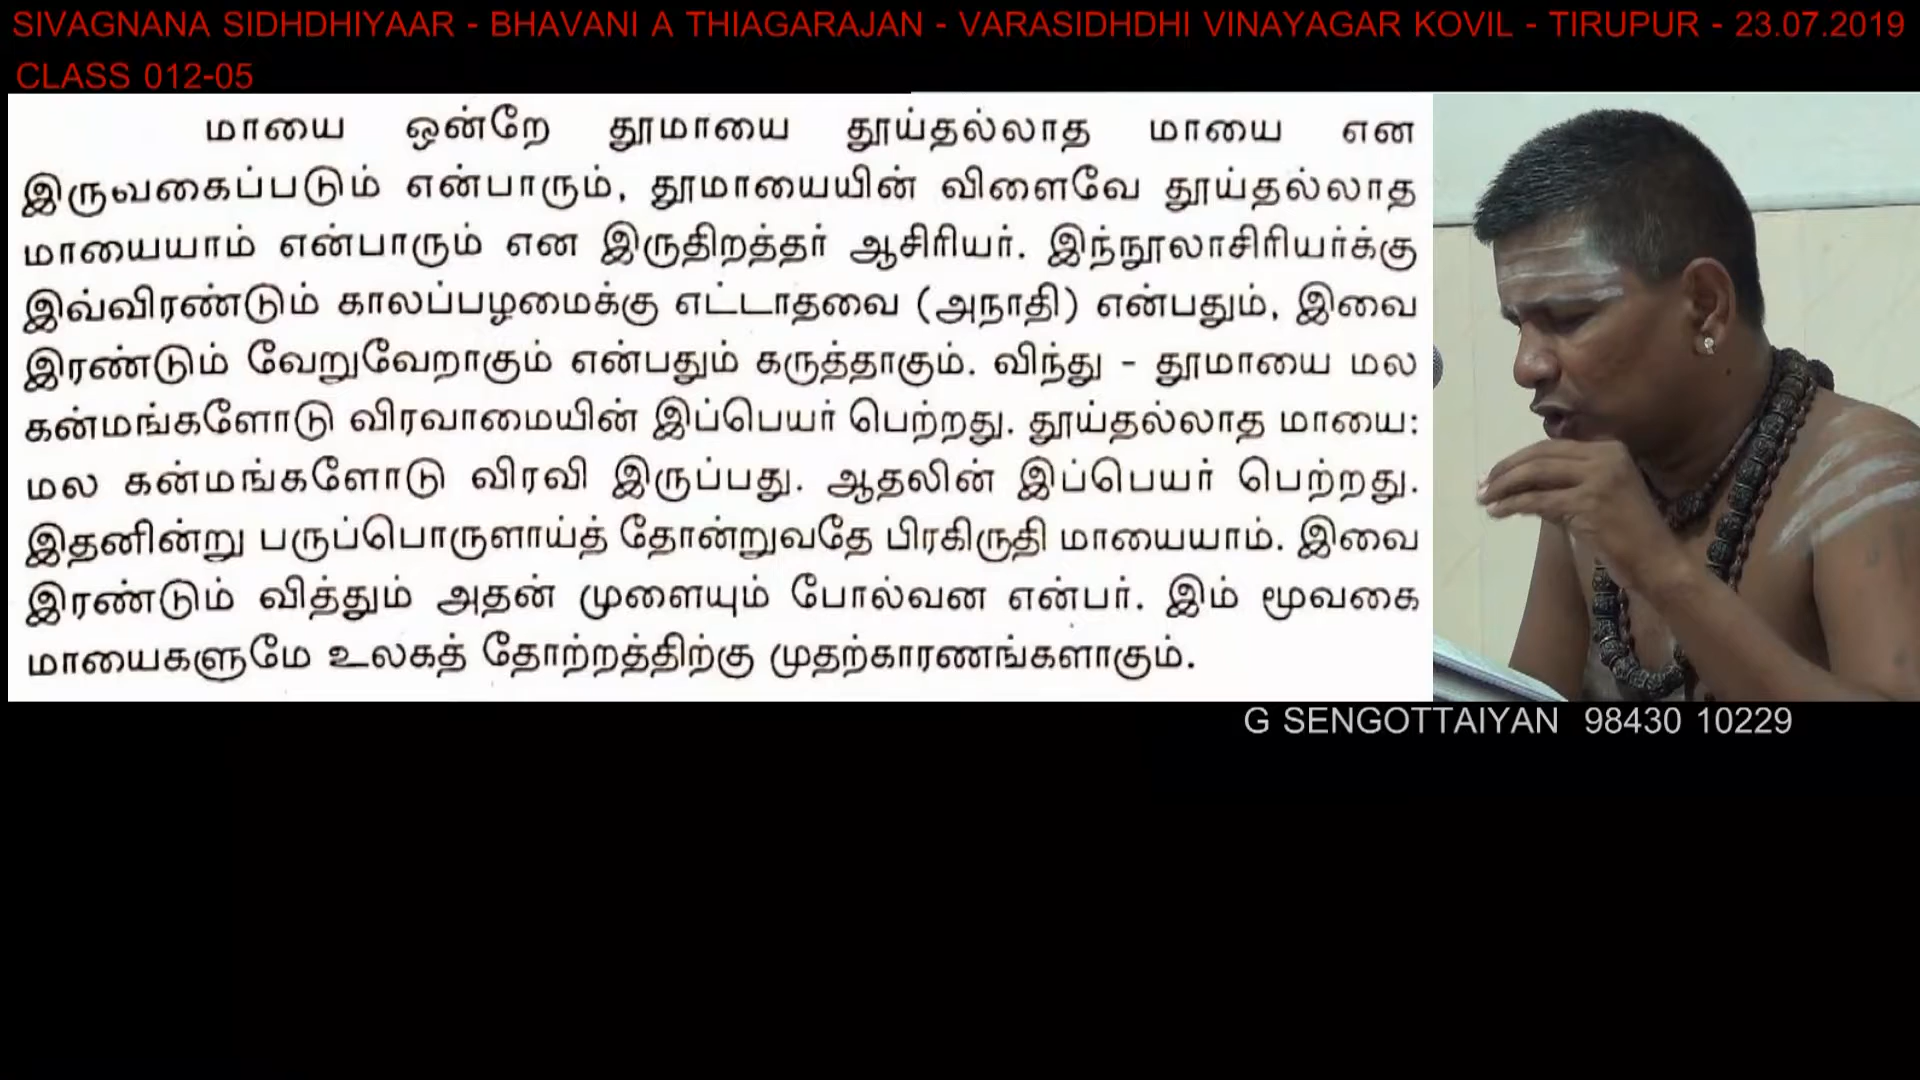 SIVAGNANA SIDHDHIYAAR - BHAVANI A THIAGARAJAN - VARASIDHDHI VINAYAGAR KOVIL - TIRUPUR - 23.07.2019
CLASS 012-05
மாயை ஒன்றே தூமாயை தூய்தல்லாத மாயை என
இருவகைப்படும் என்பாரும், தூமாயையின் விளைவே தூய்தல்லாத
மாயையாம் என்பாரும் என இருதிறத்தர் ஆசிரியர். இந்நூலாசிரியர்க்கு
இவ்விரண்டும் காலப்பழமைக்கு எட்டாதவை (அநாதி) என்பதும், இவை
இரண்டும் வேறுவேறாகும் என்பதும் கருத்தாகும். விந்து - தூமாயை மல
கன்மங்களோடு விரவாமையின் இப்பெயர் பெற்றது. தூய்தல்லாத மாயை:
மல கன்மங்களோடு விரவி இருப்பது. ஆதலின் இப்பெயர் பெற்றது.
இதனின்று பருப்பொருளாய்த் தோன்றுவதே பிரகிருதி மாயையாம். இவை
இரண்டும் வித்தும் அதன் முளையும் போல்வன என்பர். இம் மூவகை
மாயைகளுமே உலகத் தோற்றத்திற்கு முதற்காரணங்களாகும்.
G SENGOTTAIYAN 98430 10229